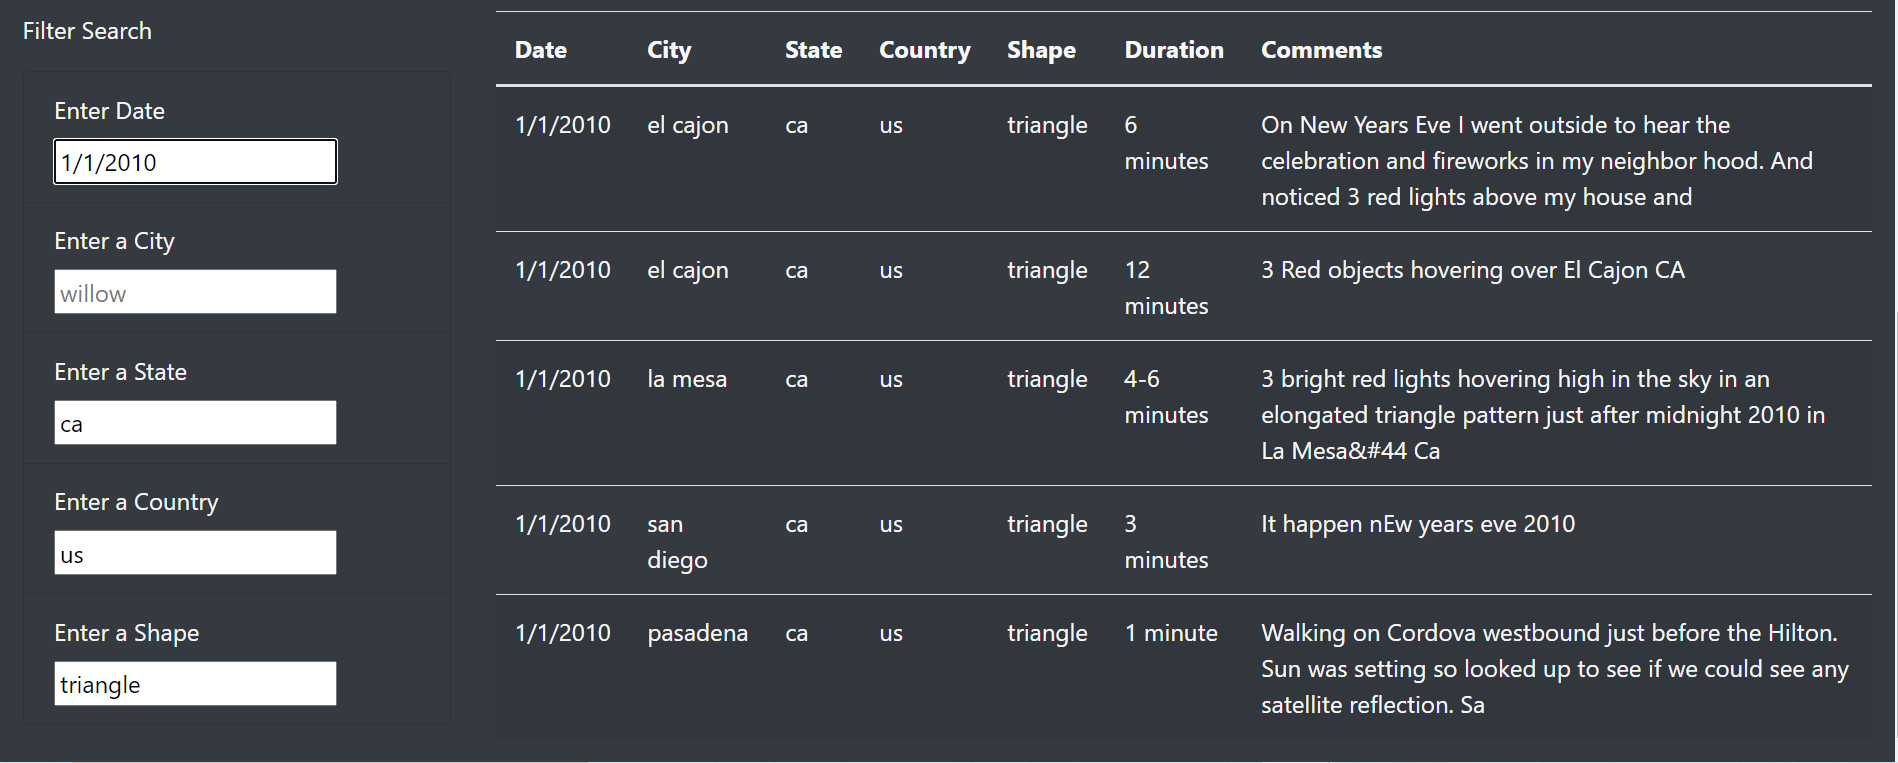 Filter Search
Enter Date
1/1/2010
Enter a City
willow
Enter a State
ca
Enter a Country
us
Enter a Shape
triangle
Date City State Country Shape Duration Comments
1/1/2010 el cajon ca us triangle 6 On New Years Eve I went outside to hear the
minutes celebration and fireworks in my neighbor hood. And
noticed 3 red lights above my house and
1/1/2010 el cajon ca us triangle 12 3 Red objects hovering over El Cajon CA
minutes
1/1/2010 la mesa ca us triangle 4-6 3 bright red lights hovering high in the sky in an
minutes elongated triangle pattern just after midnight 2010 in
La Mesa&#44 Ca
1/1/2010 san ca us triangle 3 It happen nEw years eve 2010
diego minutes
1/1/2010 pasadena ca us triangle 1 minute Walking on Cordova westbound just before the Hilton.
Sun was setting so looked up to see if we could see any
satellite reflection. Sa